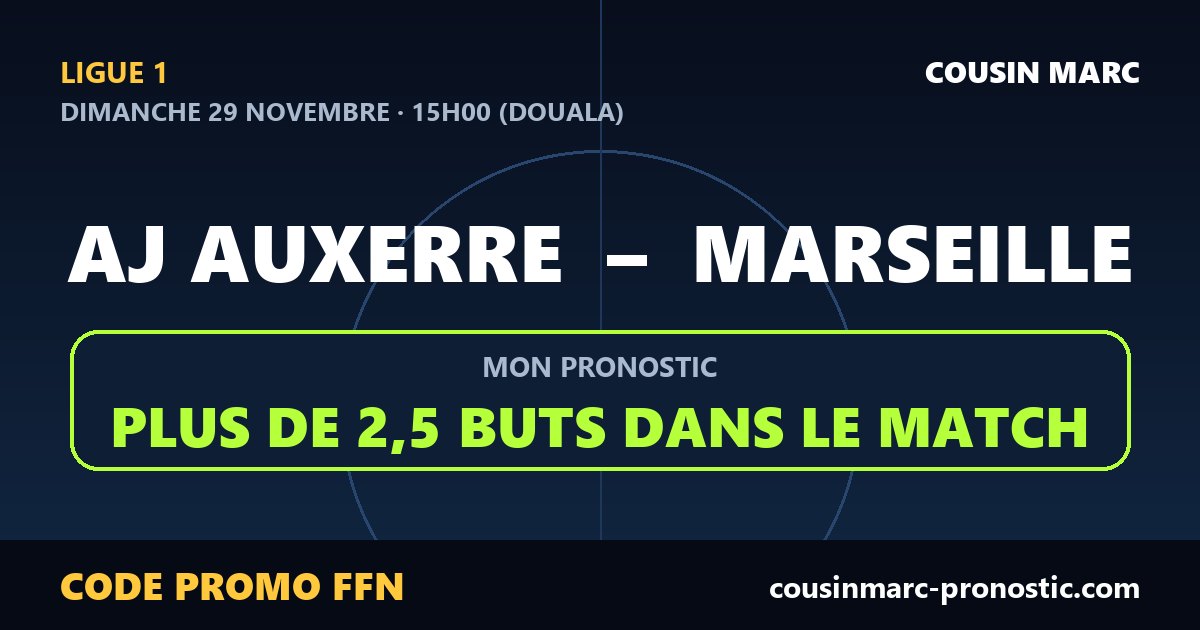 LIGUE 1
COUSIN MARC
DIMANCHE 29 NOVEMBRE · 15H00 (DOUALA)
AJ AUXERRE – MARSEILLE
MON PRONOSTIC
PLUS DE 2,5 BUTS DANS LE MATCH
CODE PROMO FFN
cousinmarc-pronostic.com